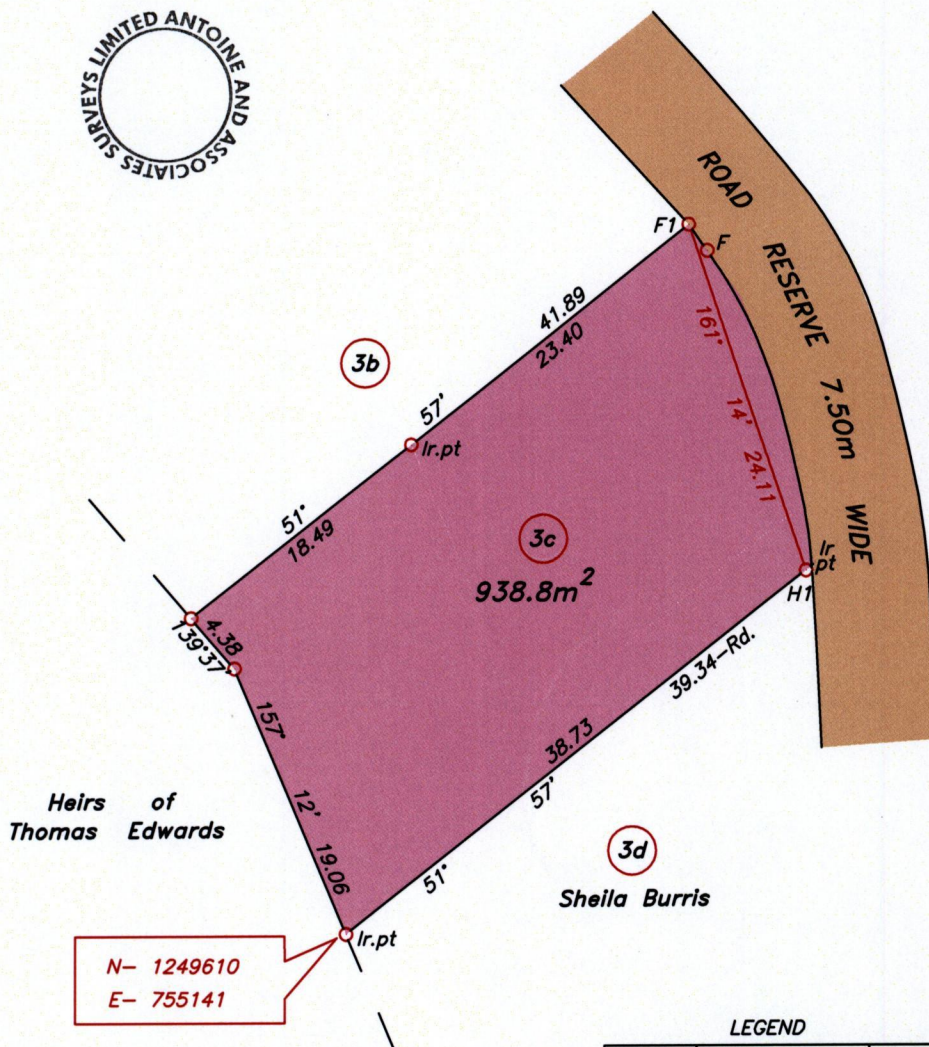 ANTOINE AND ASSOCIATES SURVEYS LIMITED
ROAD RESERVE 7.50m WIDE
F1
F
41.89
23.40
161°
14'
24.11
3b
57'
Ir.pt
51°
18.49
3c
938.8m²
Ir
pt
H1
4.38
139°37'
39.34-Rd.
157°
38.73
57'
12'
19.06
51°
Heirs of
Thomas Edwards
3d
Sheila Burris
Ir.pt
N- 1249610
E- 755141
LEGEND